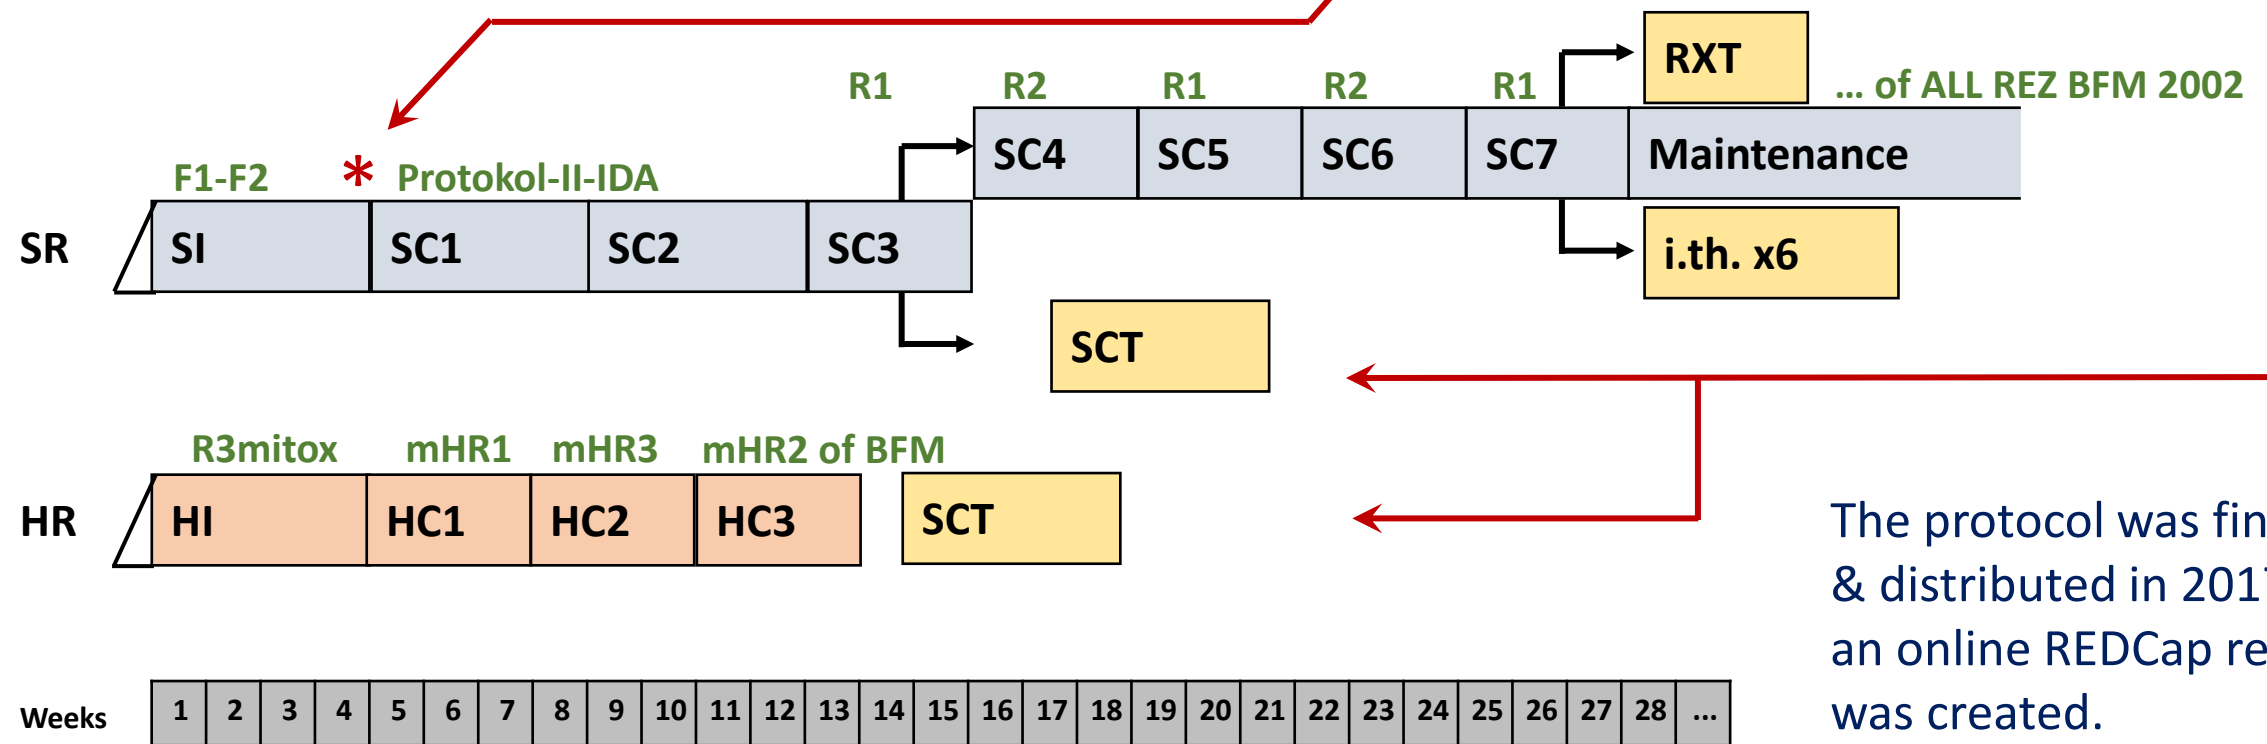 RXT
R1 R2 R1 R2 R1 ... of ALL REZ BFM 2002
SC4 SC5 SC6 SC7 Maintenance
F1-F2 * Protokol-II-IDA
SR SI SC1 SC2 SC3
i.th. x6
SCT
R3mitox mHR1 mHR3 mHR2 of BFM
HR HI HC1 HC2 HC3 SCT
The protocol was
& distributed in
an online REDCap
was created.
Weeks 1 2 3 4 5 6 7 8 9 10 11 12 13 14 15 16 17 18 19 20 21 22 23 24 25 26 27 28 ...